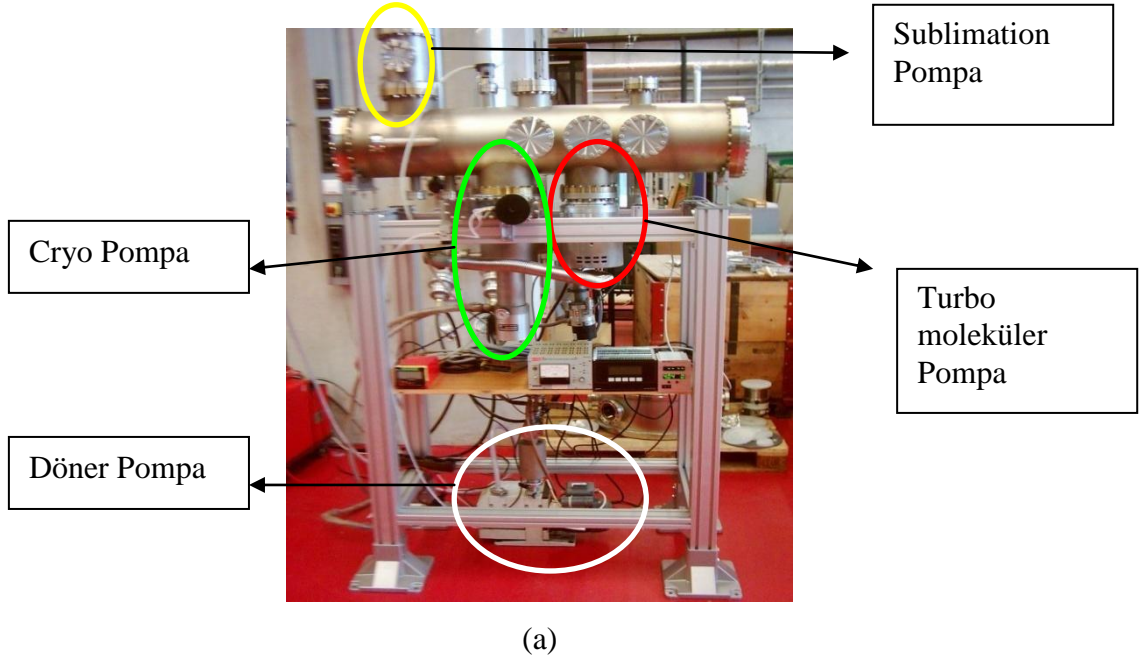 Sublimation
Pompa
Cryo Pompa
Turbo
moleküler
Pompa
Döner Pompa
(a)